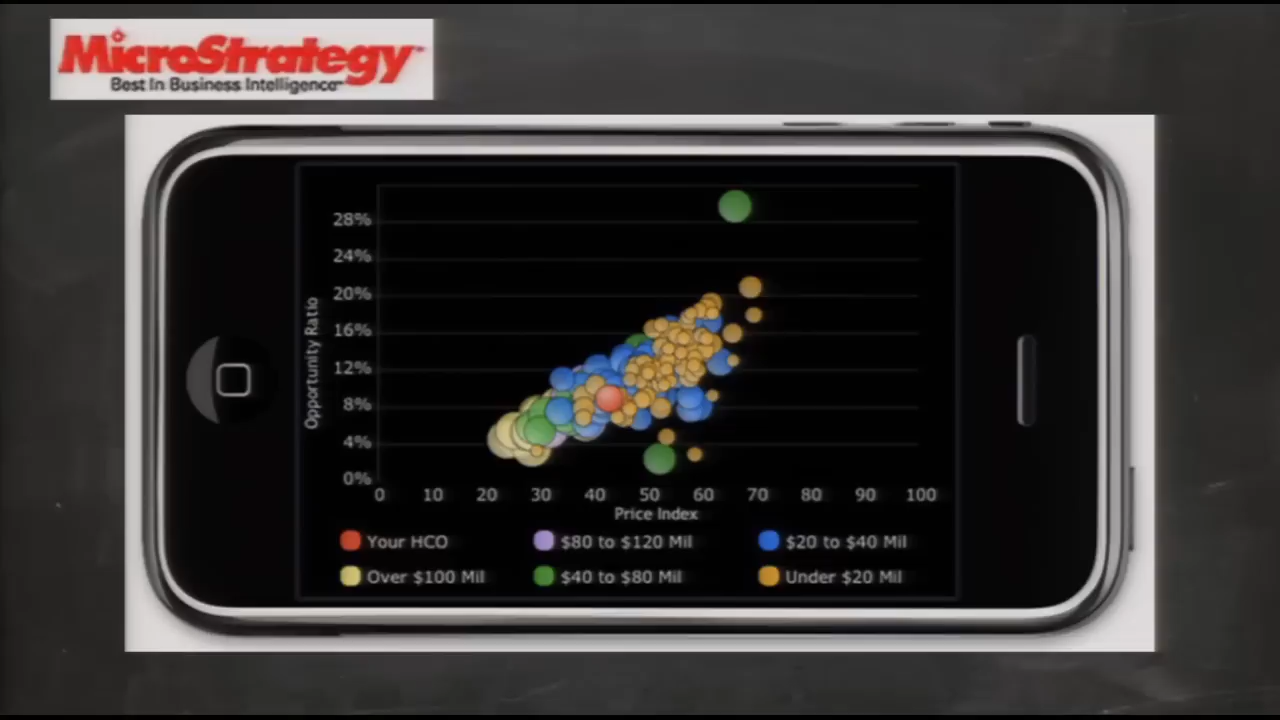 MicroStrategy™
Best In Business Intelligence™
28%
24%
20%
16%
12%
8%
4%
0%
Opportunity Ratio
0 10 20 30 40 50 60 70 80 90 100
Price Index
Your HCO $80 to $120 Mil $20 to $40 Mil
Over $100 Mil $40 to $80 Mil Under $20 Mil